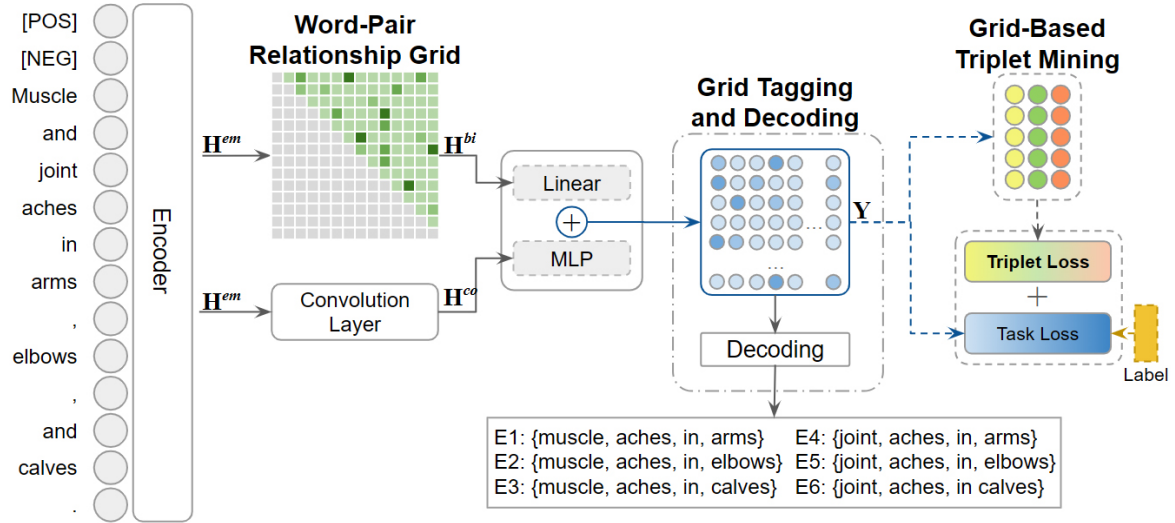 [POS]
[NEG]
Muscle
and
joint
aches
in
arms
,
elbows
,
and
calves
.
Encoder
Word-Pair
Relationship Grid
H^em
H^bi
H^em
Convolution
Layer
H^co
Linear
+
MLP
Grid Tagging
and Decoding
...
...
Y
Decoding
Grid-Based
Triplet Mining
Triplet Loss
+
Task Loss
Label
E1: {muscle, aches, in, arms}
E2: {muscle, aches, in, elbows}
E3: {muscle, aches, in, calves}
E4: {joint, aches, in, arms}
E5: {joint, aches, in, elbows}
E6: {joint, aches, in calves}